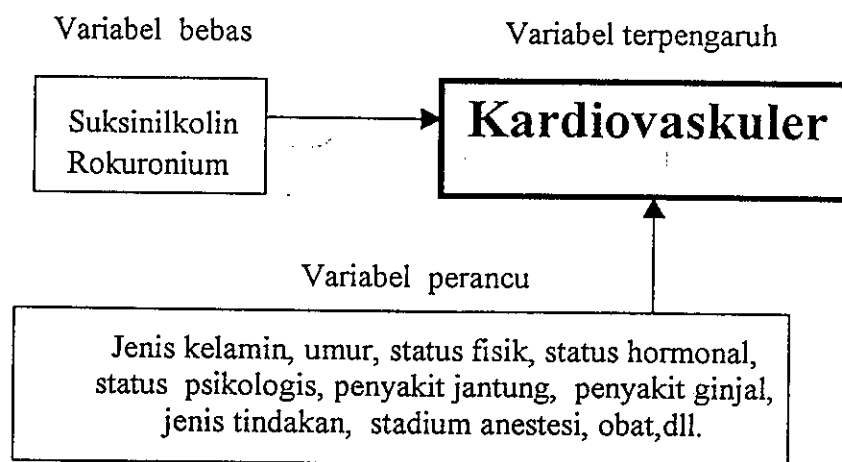 Variabel bebas
Variabel terpengaruh
Suksinilkolin
Rokuronium
Kardiovaskuler
Variabel perancu
Jenis kelamin, umur, status fisik, status hormonal,
status psikologis, penyakit jantung, penyakit ginjal,
jenis tindakan, stadium anestesi, obat,dll.